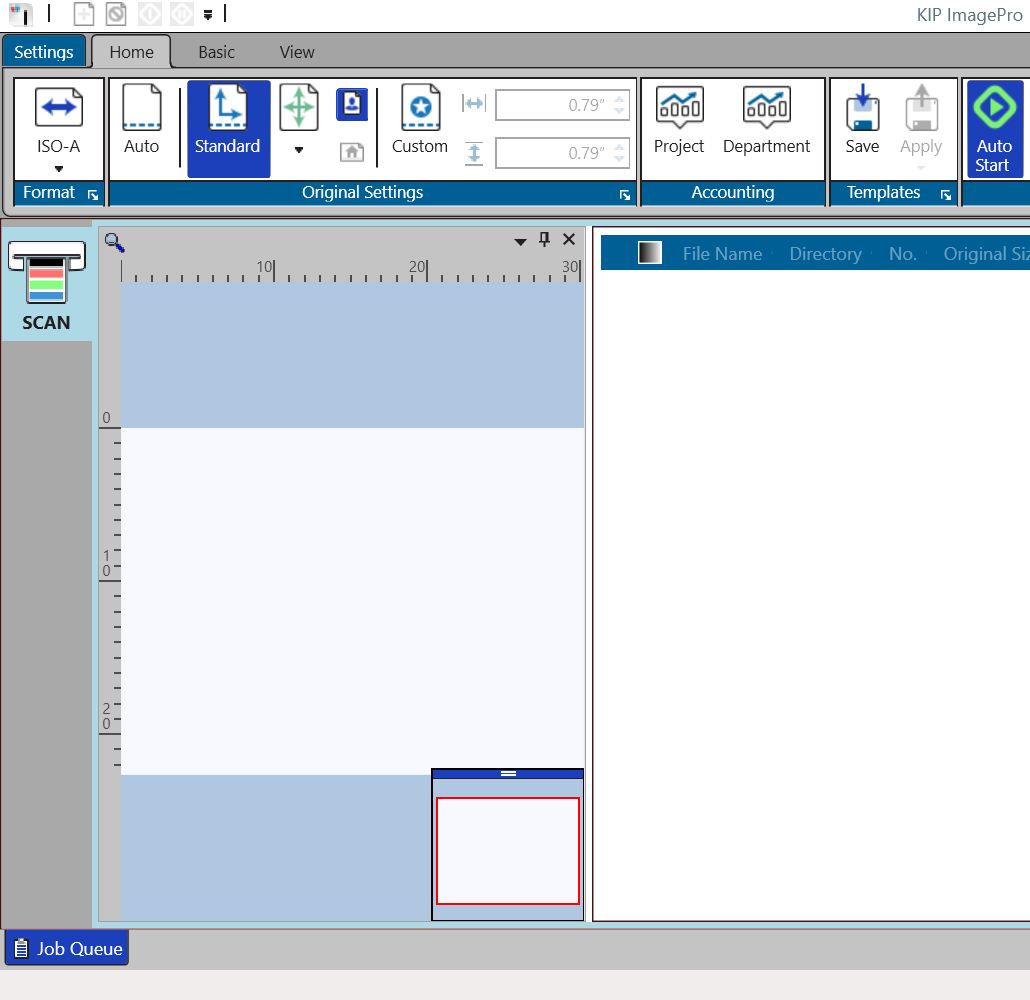 KIP ImagePro
Settings Home Basic View
ISO-A Auto Standard Custom 0.79" 0.79" Project Department Save Apply Auto Start
Format Original Settings Accounting Templates
SCAN
10 20 30
0
10
20
File Name Directory No. Original Siz
Job Queue